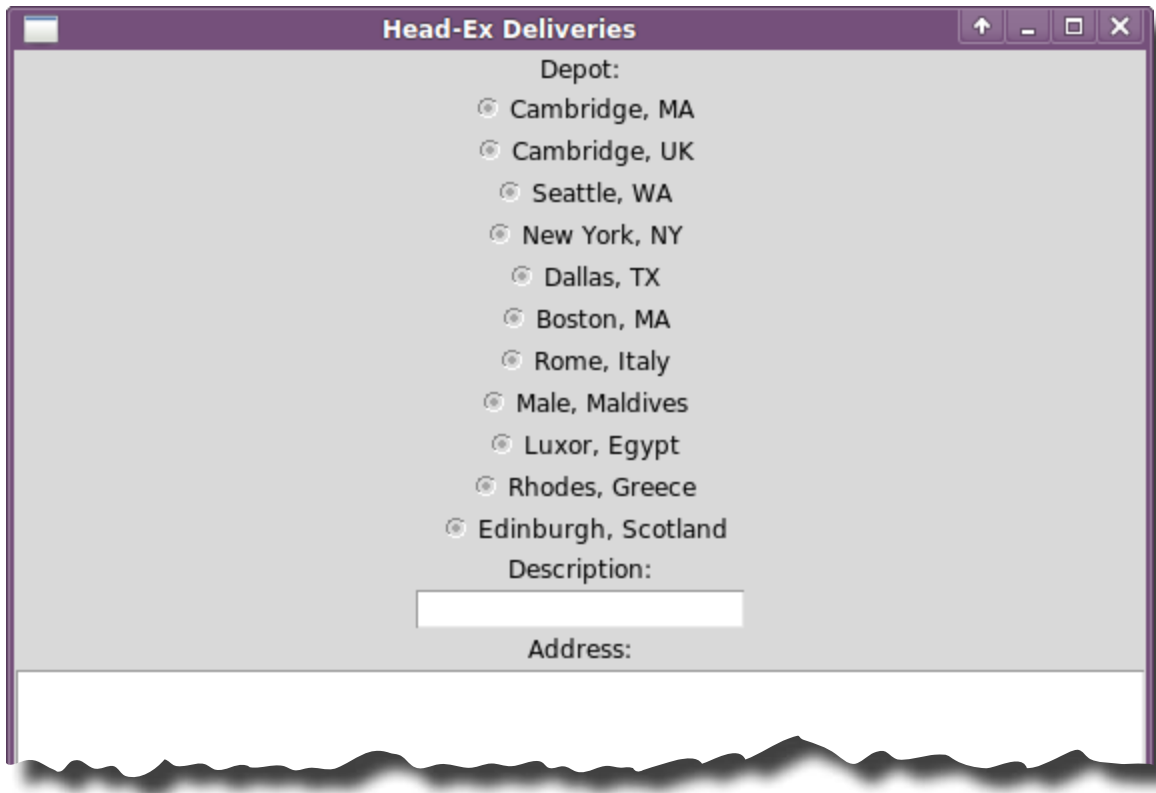 Head-Ex Deliveries
Depot:
Cambridge, MA
Cambridge, UK
Seattle, WA
New York, NY
Dallas, TX
Boston, MA
Rome, Italy
Male, Maldives
Luxor, Egypt
Rhodes, Greece
Edinburgh, Scotland
Description:
Address: